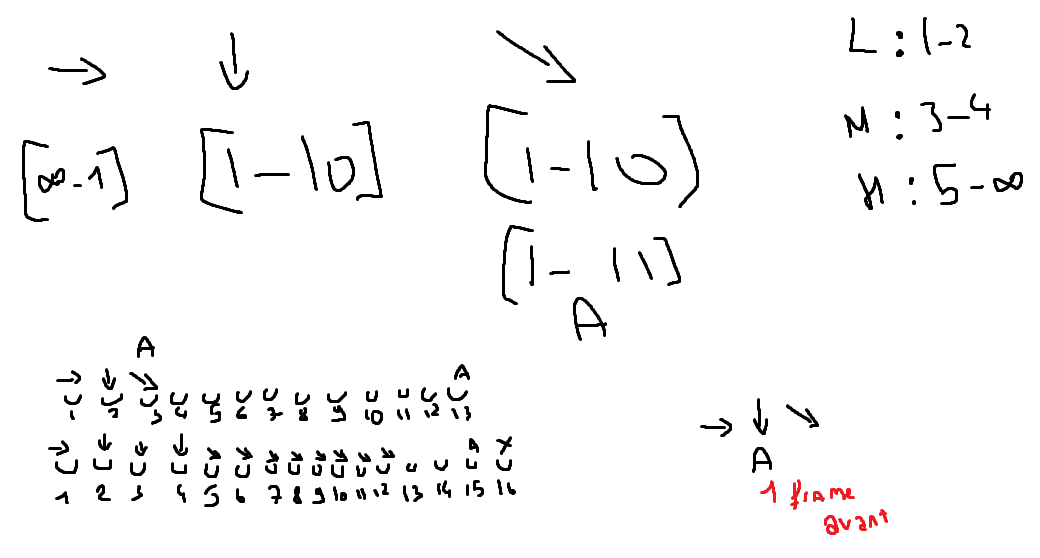 → ↓ ↘
[∞-1] [1-10] [1-10]
[1-11]
A
L : 1-2
M : 3-4
H : 5-∞
A A
→ ↓ ↘
1 2 3 4 5 6 7 8 9 10 11 12 13
A X
→ ↓ ↘ ↓ ↘ ↘ ↘ ↘ ↘ ↘ ↘ ↘
1 2 3 4 5 6 7 8 9 10 11 12 13 14 15 16
→ ↓ ↘
A
1 frame
avant